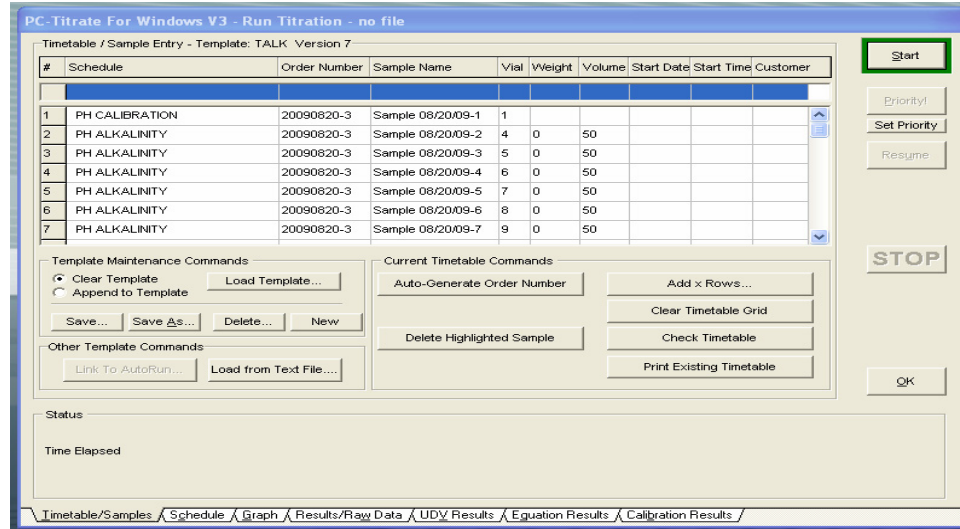 PC-Titrate For Windows V3 - Run Titration - no file
Timetable / Sample Entry - Template: TALK Version 7
# Schedule Order Number Sample Name Vial Weight Volume Start Date Start Time Customer
1 PH CALIBRATION 20090820-3 Sample 08/20/09-1 1
2 PH ALKALINITY 20090820-3 Sample 08/20/09-2 4 0 50
3 PH ALKALINITY 20090820-3 Sample 08/20/09-3 5 0 50
4 PH ALKALINITY 20090820-3 Sample 08/20/09-4 6 0 50
5 PH ALKALINITY 20090820-3 Sample 08/20/09-5 7 0 50
6 PH ALKALINITY 20090820-3 Sample 08/20/09-6 8 0 50
7 PH ALKALINITY 20090820-3 Sample 08/20/09-7 9 0 50
Start
Priority!
Set Priority
Resume
STOP
OK
Template Maintenance Commands
Clear Template
Append to Template
Load Template...
Save... Save As... Delete... New
Other Template Commands
Link To AutoRun... Load from Text File....
Current Timetable Commands
Auto-Generate Order Number
Delete Highlighted Sample
Add x Rows...
Clear Timetable Grid
Check Timetable
Print Existing Timetable
Status
Time Elapsed
Timetable/Samples Schedule Graph Results/Raw Data UDV Results Equation Results Calibration Results